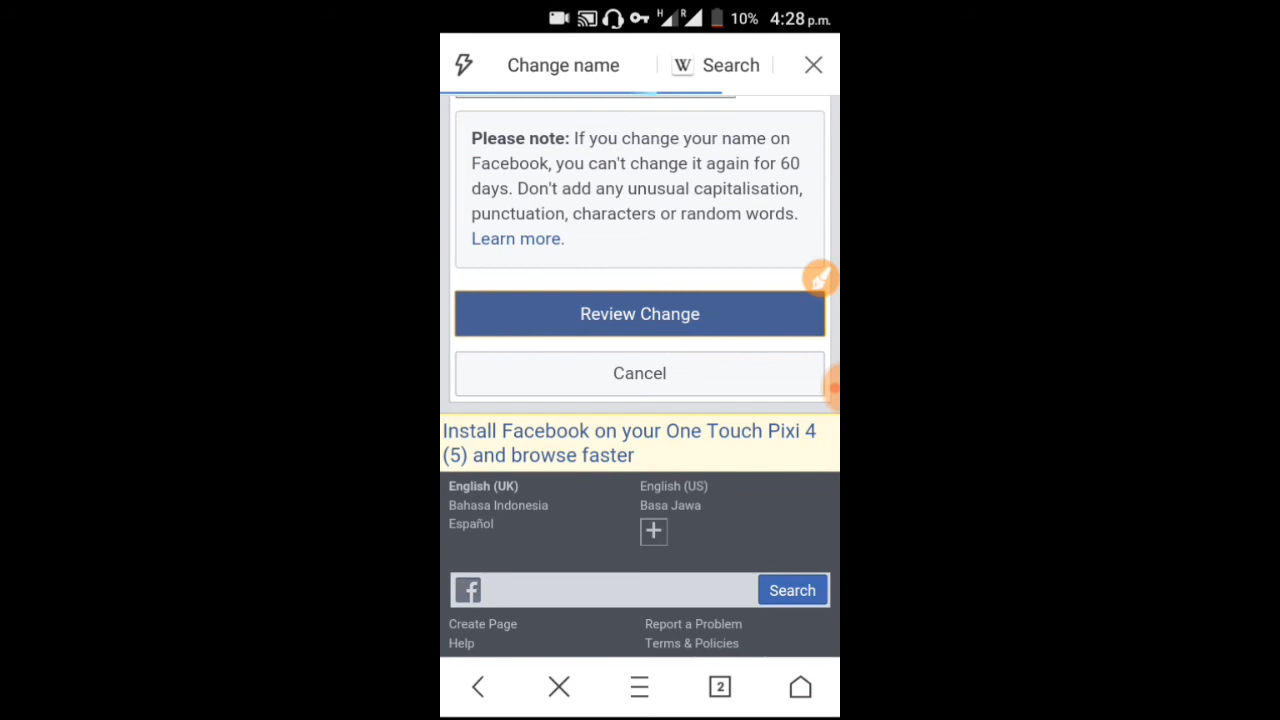 H R 10% 4:28 p.m.
Change name W Search
Please note: If you change your name on
Facebook, you can't change it again for 60
days. Don't add any unusual capitalisation,
punctuation, characters or random words.
Learn more.
Review Change
Cancel
Install Facebook on your One Touch Pixi 4
(5) and browse faster
English (UK) English (US)
Bahasa Indonesia Basa Jawa
Español
f Search
Create Page Report a Problem
Help Terms & Policies
2